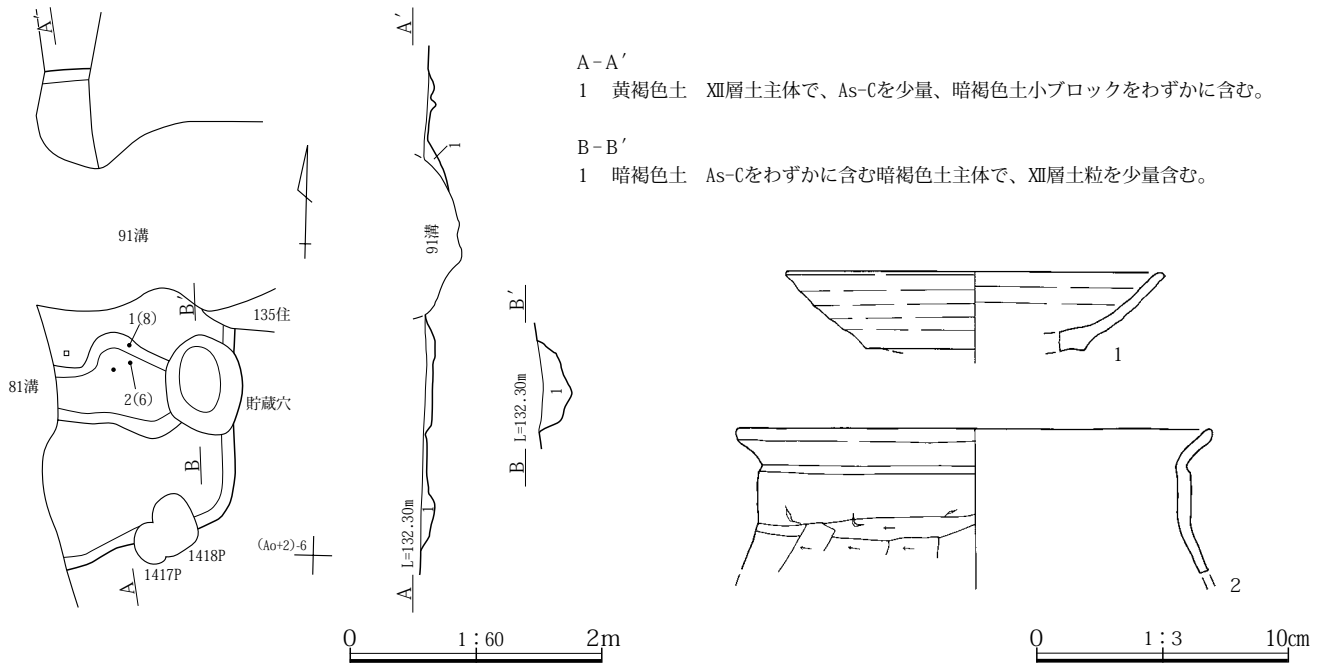 A′
A′
A-A′
1 黄褐色土 Ⅻ層土主体で、As-Cを少量、暗褐色土小ブロックをわずかに含む。
B-B′
1 暗褐色土 As-Cをわずかに含む暗褐色土主体で、Ⅻ層土粒を少量含む。
1
91溝
91溝
B′
135住
1(8)
B′
81溝
2(6)
貯蔵穴
1
L=132.30m
B
B
1
1
L=132.30m
(Ao+2)-6
1418P
1417P
A
A
2
0 1:60 2m
0 1:3 10cm